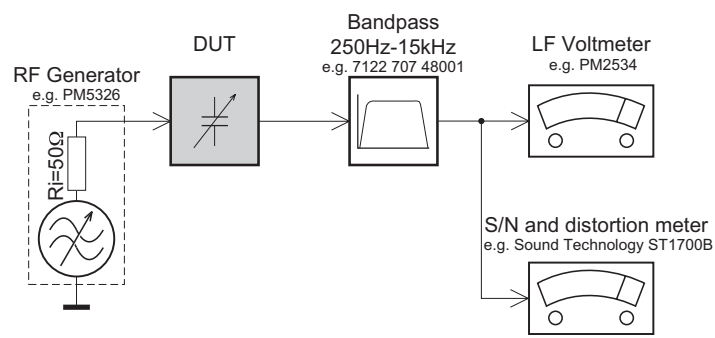 RF Generator
e.g. PM5326
Ri=50Ω
DUT
Bandpass
250Hz-15kHz
e.g. 7122 707 48001
LF Voltmeter
e.g. PM2534
S/N and distortion meter
e.g. Sound Technology ST1700B